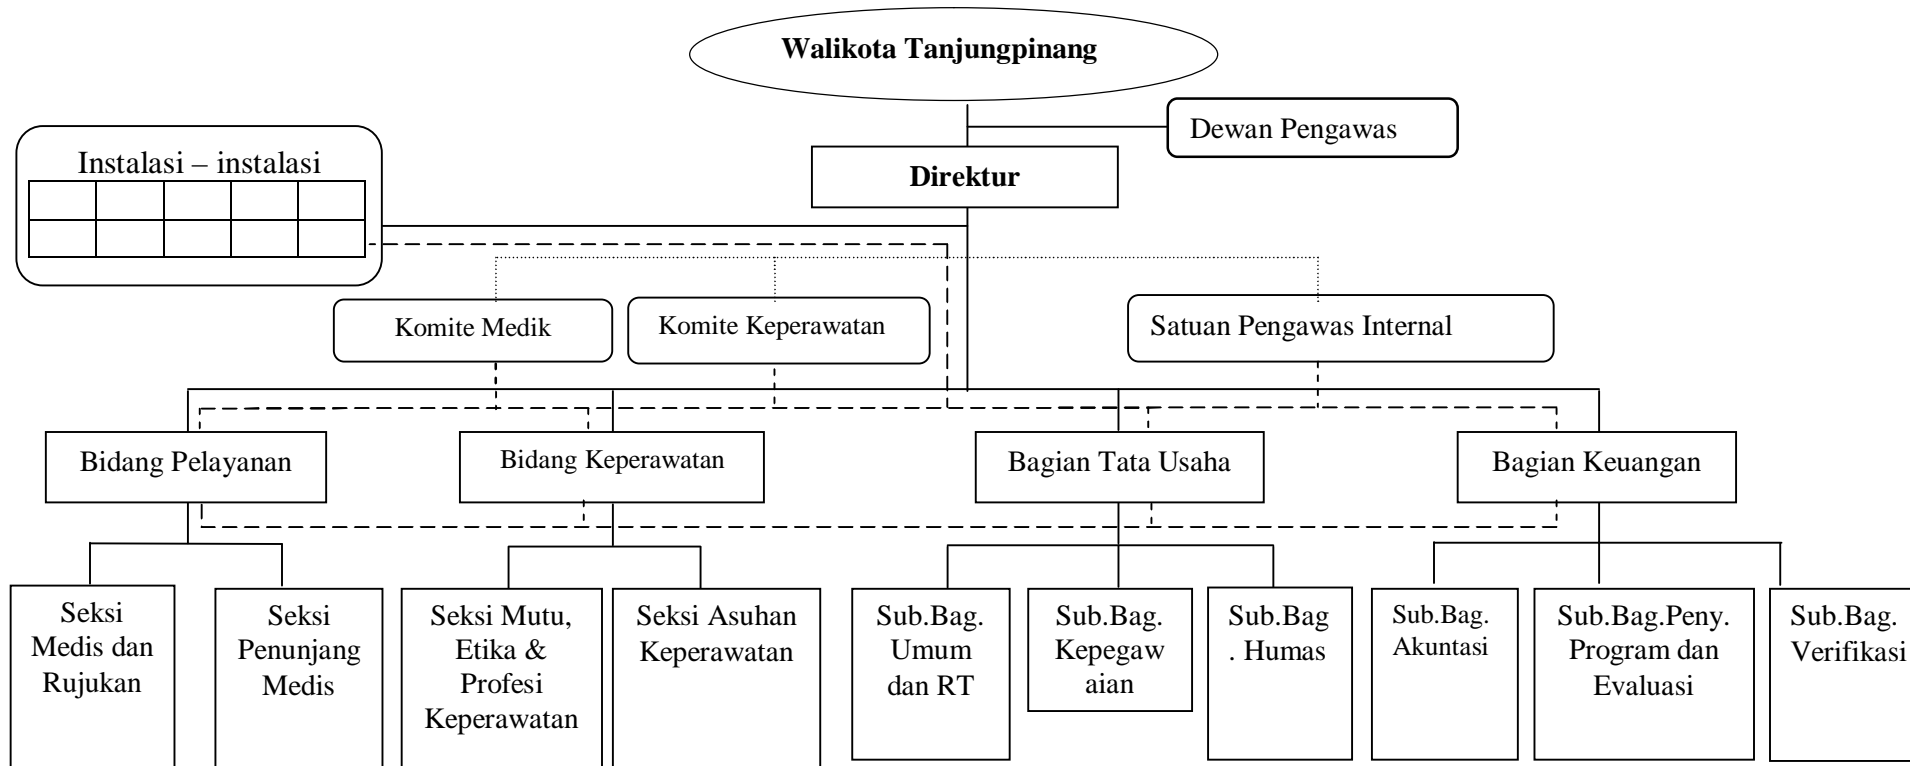 Walikota Tanjungpinang
Dewan Pengawas
Instalasi – instalasi
Direktur
Komite Medik
Komite Keperawatan
Satuan Pengawas Internal
Bidang Pelayanan
Bidang Keperawatan
Bagian Tata Usaha
Bagian Keuangan
Seksi
Medis dan
Rujukan
Seksi
Penunjang
Medis
Seksi Mutu,
Etika &
Profesi
Keperawatan
Seksi Asuhan
Keperawatan
Sub.Bag.
Umum
dan RT
Sub.Bag.
Kepegaw
aian
Sub.Bag
. Humas
Sub.Bag.
Akuntasi
Sub.Bag.Peny.
Program dan
Evaluasi
Sub.Bag.
Verifikasi